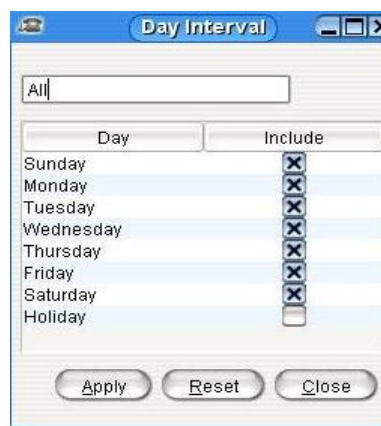 Day Interval
All
Day Include
Sunday
Monday
Tuesday
Wednesday
Thursday
Friday
Saturday
Holiday
Apply Reset Close